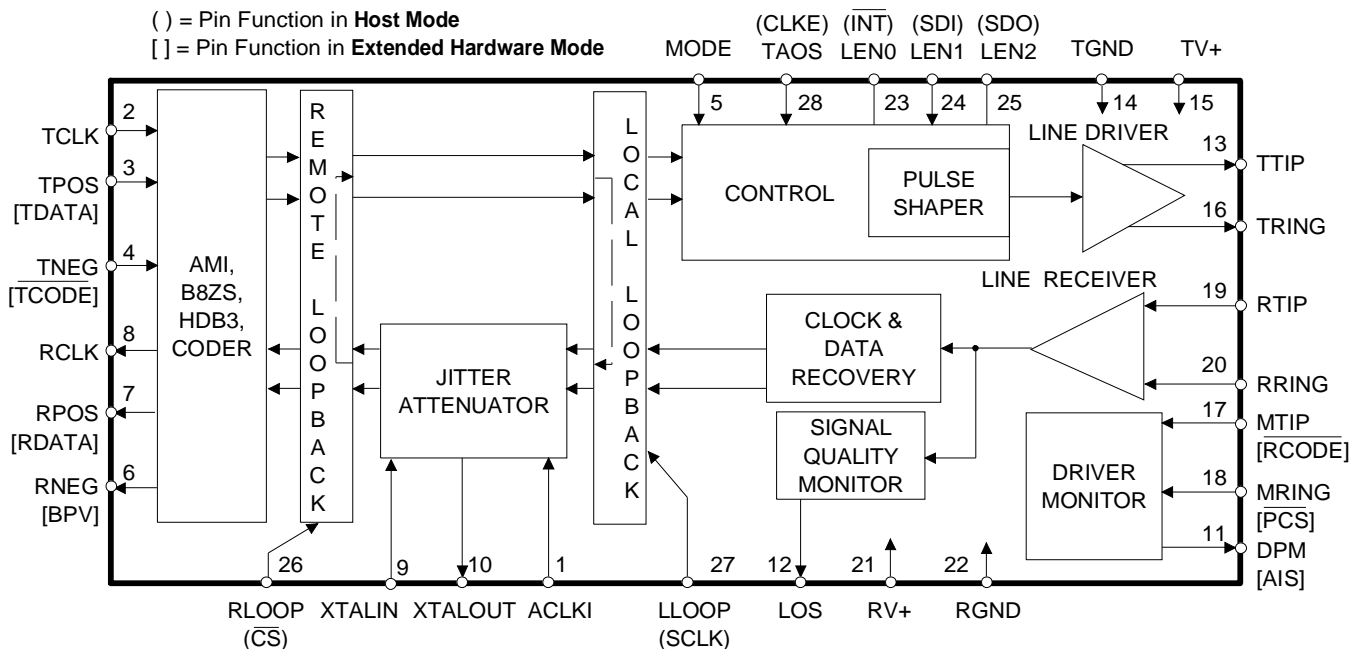 ( ) = Pin Function in Host Mode
[ ] = Pin Function in Extended Hardware Mode
MODE
(CLKE)
TAOS
(INT)
LEN0
(SDI)
LEN1
(SDO)
LEN2
TGND
TV+
5
28
23
24
25
14
15
TCLK
2
TPOS
[TDATA]
3
TNEG
[TCODE]
4
RCLK
8
RPOS
[RDATA]
7
RNEG
[BPV]
6
AMI,
B8ZS,
HDB3,
CODER
REMOTE LOOPBACK
JITTER
ATTENUATOR
LOCAL LOOPBACK
CONTROL
PULSE
SHAPER
LINE DRIVER
13
TTIP
16
TRING
LINE RECEIVER
19
RTIP
20
RRING
CLOCK &
DATA
RECOVERY
SIGNAL
QUALITY
MONITOR
DRIVER
MONITOR
17
MTIP
[RCODE]
18
MRING
[PCS]
11
DPM
[AIS]
26
9
10
1
27
12
21
22
RLOOP
(CS)
XTALIN
XTALOUT
ACLKI
LLOOP
(SCLK)
LOS
RV+
RGND